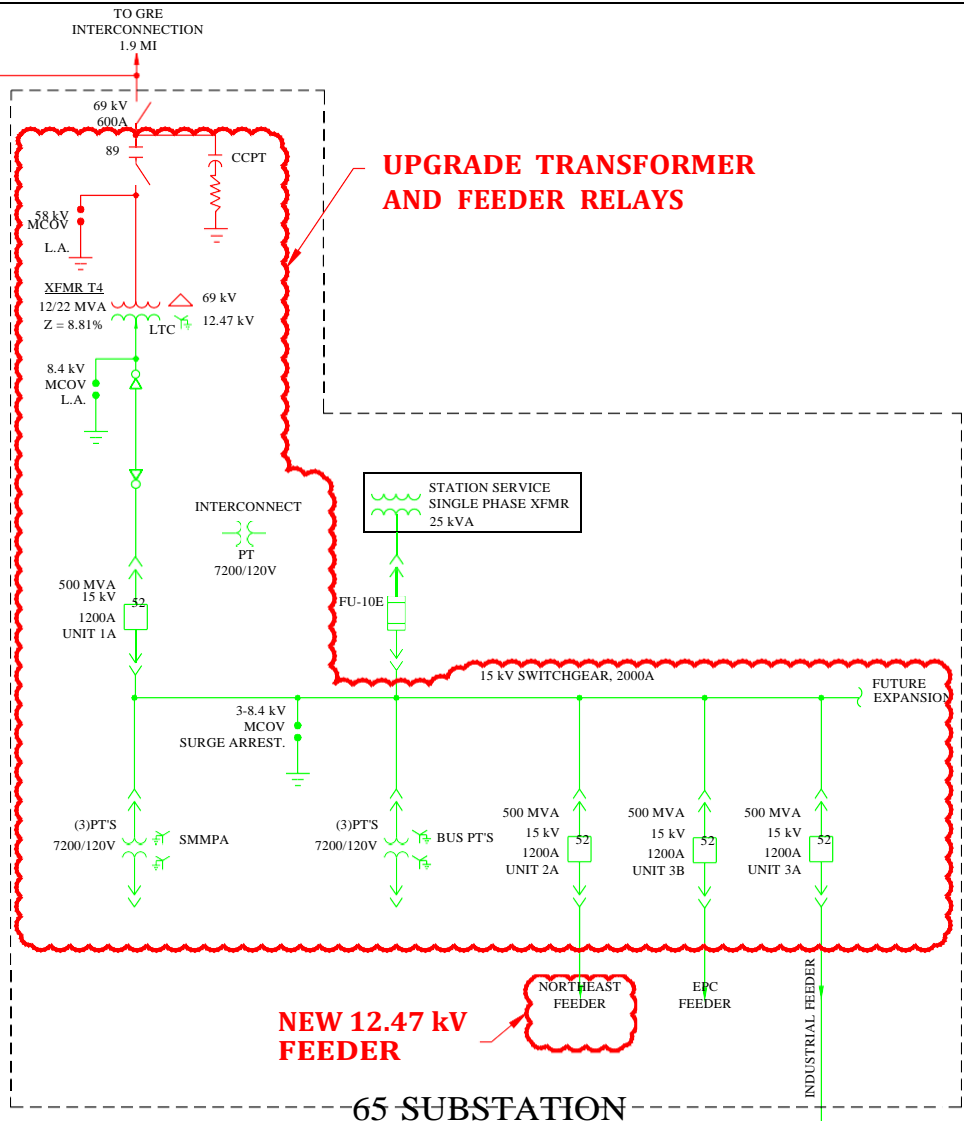 TO GRE
INTERCONNECTION
1.9 MI
69 kV
600A
89
CCPT
UPGRADE TRANSFORMER
AND FEEDER RELAYS
58 kV
MCOV
L.A.
XFMR T4
12/22 MVA
Z = 8.81%
LTC
69 kV
12.47 kV
8.4 kV
MCOV
L.A.
STATION SERVICE
SINGLE PHASE XFMR
25 kVA
INTERCONNECT
PT
7200/120V
500 MVA
15 kV
52
1200A
UNIT 1A
FU-10E
15 kV SWITCHGEAR, 2000A
FUTURE
EXPANSION
3-8.4 kV
MCOV
SURGE ARREST.
(3)PT'S
7200/120V
SMMPA
(3)PT'S
7200/120V
BUS PT'S
500 MVA
15 kV
52
1200A
UNIT 2A
500 MVA
15 kV
52
1200A
UNIT 3B
500 MVA
15 kV
52
1200A
UNIT 3A
NORTHEAST
FEEDER
EPC
FEEDER
INDUSTRIAL FEEDER
NEW 12.47 kV
FEEDER
65 SUBSTATION